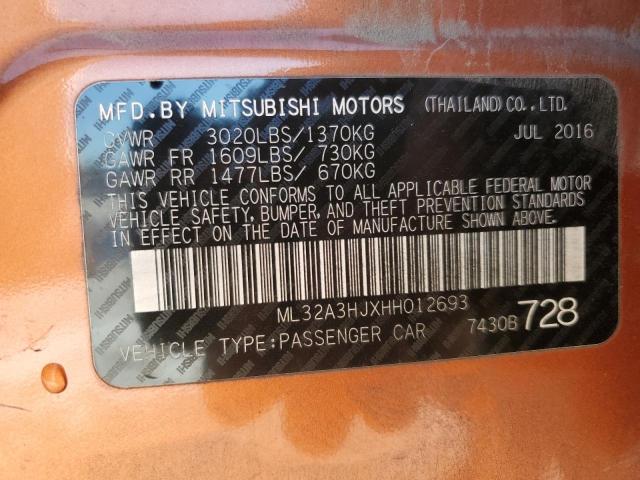 MFD.BY MITSUBISHI MOTORS (THAILAND) CO., LTD.
GVWR 3020LBS/1370KG JUL 2016
GAWR FR 1609LBS/ 730KG
GAWR RR 1477LBS/ 670KG
THIS VEHICLE CONFORMS TO ALL APPLICABLE FEDERAL MOTOR
VEHICLE SAFETY, BUMPER, AND THEFT PREVENTION STANDARDS
IN EFFECT ON THE DATE OF MANUFACTURE SHOWN ABOVE.
ML32A3HJXHH012693
VEHICLE TYPE:PASSENGER CAR 7430B 728